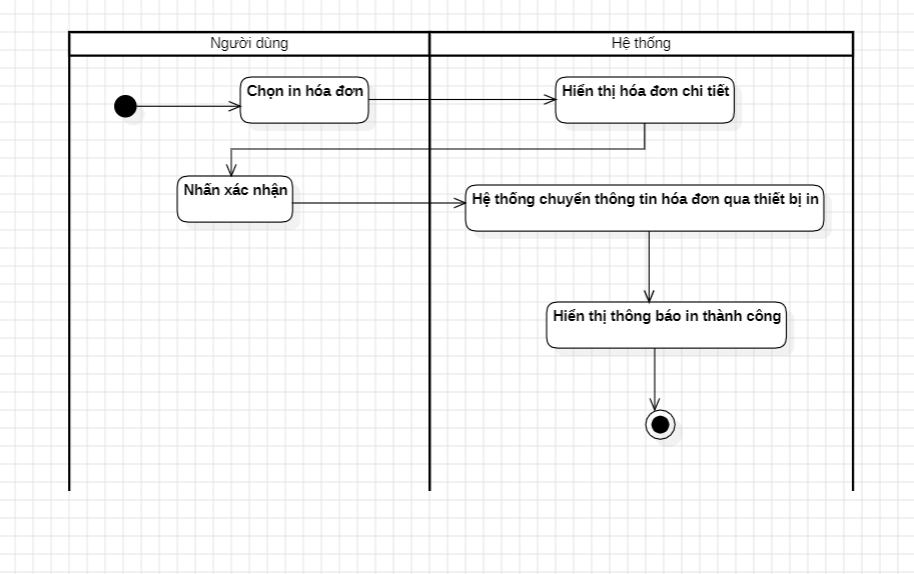 Người dùng
Hệ thống
Chọn in hóa đơn
Hiển thị hóa đơn chi tiết
Nhấn xác nhận
Hệ thống chuyển thông tin hóa đơn qua thiết bị in
Hiển thị thông báo in thành công